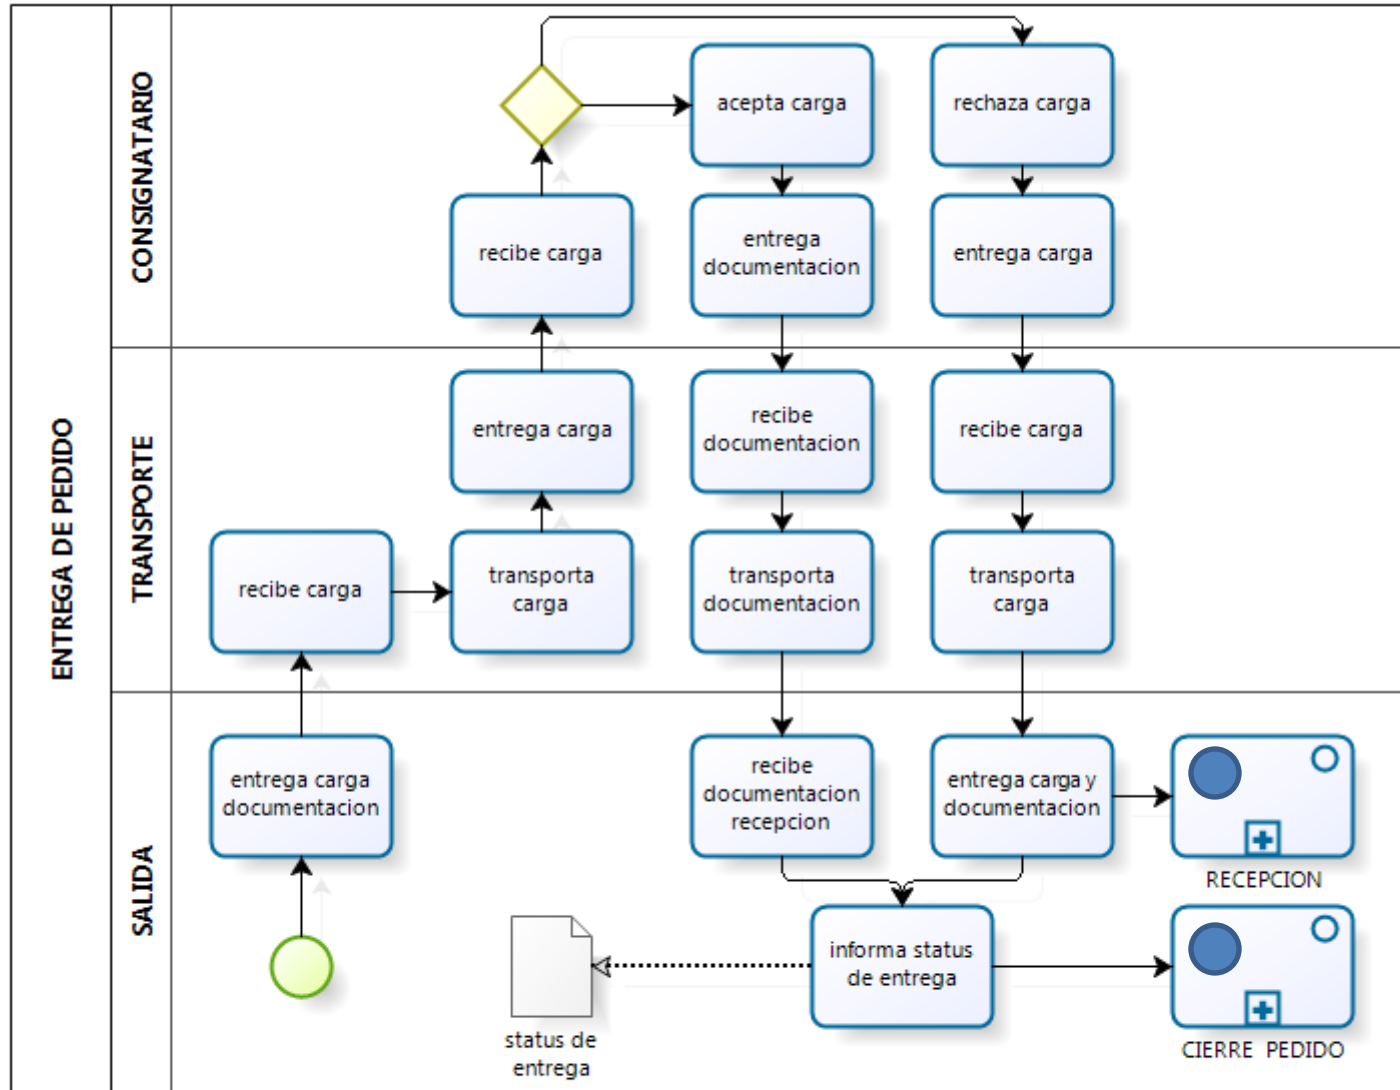 ENTREGA DE PEDIDO
CONSIGNATARIO
acepta carga
rechaza carga
recibe carga
entrega
documentacion
entrega carga
TRANSPORTE
entrega carga
recibe
documentacion
recibe carga
recibe carga
transporta
carga
transporta
documentacion
transporta
carga
SALIDA
entrega carga
documentacion
recibe
documentacion
recepcion
entrega carga y
documentacion
RECEPCION
informa status
de entrega
status de
entrega
CIERRE PEDIDO